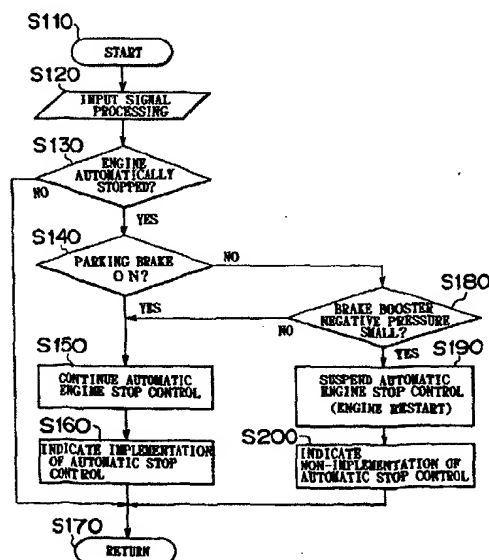 S110
START
S120
INPUT SIGNAL
PROCESSING
S130
ENGINE
AUTOMATICALLY
STOPPED?
NO
YES
S140
PARKING BRAKE
ON?
NO
YES
S180
BRAKE BOOSTER
NEGATIVE PRESSURE
SMALL?
NO
YES
S150
CONTINUE AUTOMATIC
ENGINE STOP CONTROL
S190
SUSPEND AUTOMATIC
ENGINE STOP CONTROL
(ENGINE RESTART)
S160
INDICATE IMPLEMENTATION
OF AUTOMATIC STOP
CONTROL
S200
INDICATE
NON-IMPLEMENTATION OF
AUTOMATIC STOP CONTROL
S170
RETURN